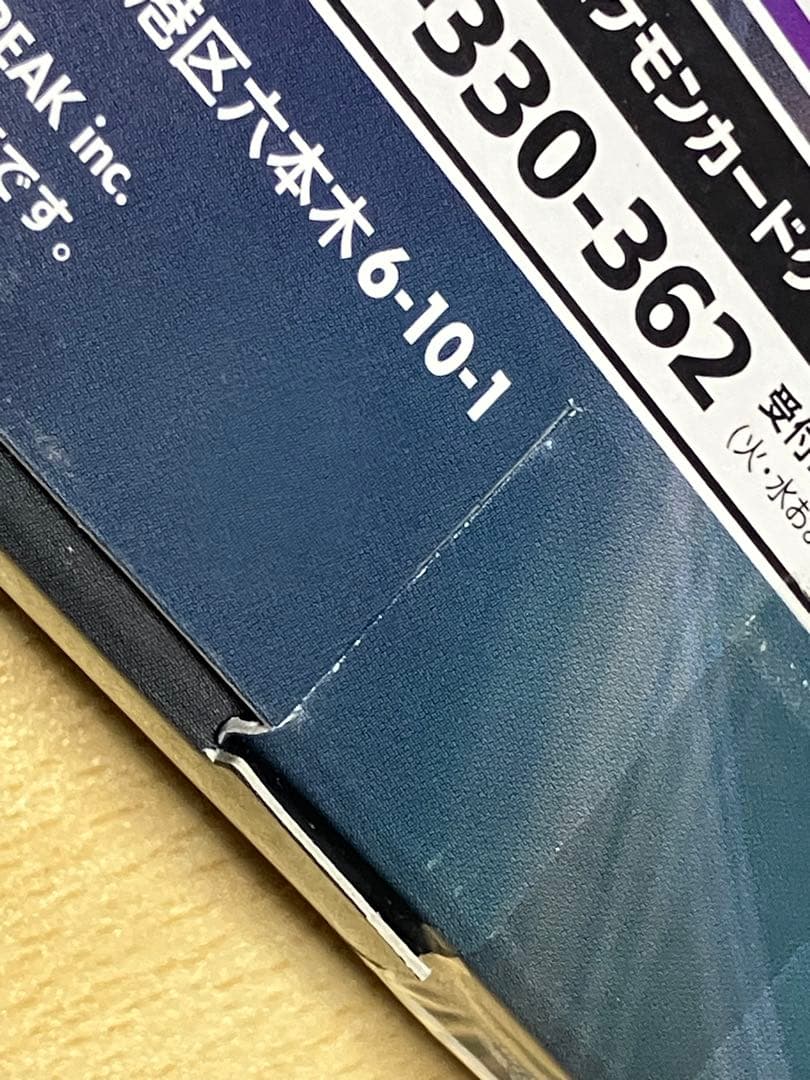 REAK inc.
です。
港区六本木6-10-1
330-362
ケモンカード
受付
(火・水お